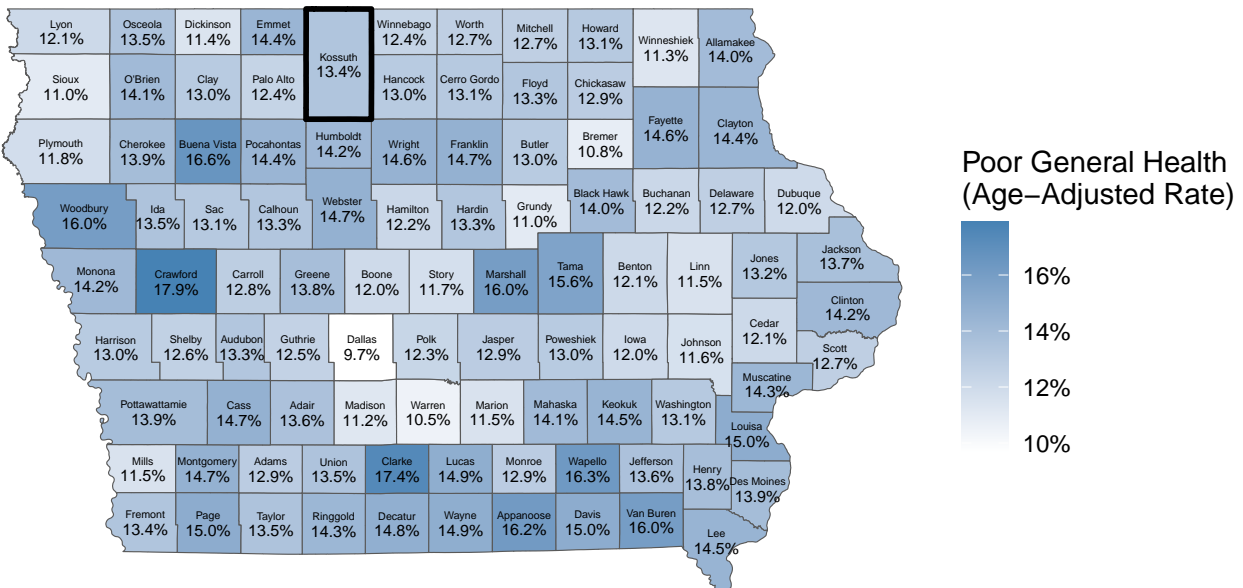 Lyon
12.1%
Osceola
13.5%
Dickinson
11.4%
Emmet
14.4%
Kossuth
13.4%
Winnebago
12.4%
Worth
12.7%
Mitchell
12.7%
Howard
13.1%
Winneshiek
11.3%
Allamakee
14.0%
Sioux
11.0%
O'Brien
14.1%
Clay
13.0%
Palo Alto
12.4%
Hancock
13.0%
Cerro Gordo
13.1%
Floyd
13.3%
Chickasaw
12.9%
Fayette
14.6%
Clayton
14.4%
Plymouth
11.8%
Cherokee
13.9%
Buena Vista
16.6%
Pocahontas
14.4%
Humboldt
14.2%
Wright
14.6%
Franklin
14.7%
Butler
13.0%
Bremer
10.8%
Woodbury
16.0%
Ida
13.5%
Sac
13.1%
Calhoun
13.3%
Webster
14.7%
Hamilton
12.2%
Hardin
13.3%
Grundy
11.0%
Black Hawk
14.0%
Buchanan
12.2%
Delaware
12.7%
Dubuque
12.0%
Monona
14.2%
Crawford
17.9%
Carroll
12.8%
Greene
13.8%
Boone
12.0%
Story
11.7%
Marshall
16.0%
Tama
15.6%
Benton
12.1%
Linn
11.5%
Jones
13.2%
Jackson
13.7%
Clinton
14.2%
Harrison
13.0%
Shelby
12.6%
Audubon
13.3%
Guthrie
12.5%
Dallas
9.7%
Polk
12.3%
Jasper
12.9%
Poweshiek
13.0%
Iowa
12.0%
Johnson
11.6%
Cedar
12.1%
Scott
12.7%
Muscatine
14.3%
Pottawattamie
13.9%
Cass
14.7%
Adair
13.6%
Madison
11.2%
Warren
10.5%
Marion
11.5%
Mahaska
14.1%
Keokuk
14.5%
Washington
13.1%
Louisa
15.0%
Mills
11.5%
Montgomery
14.7%
Adams
12.9%
Union
13.5%
Clarke
17.4%
Lucas
14.9%
Monroe
12.9%
Wapello
16.3%
Jefferson
13.6%
Henry
13.8%
Des Moines
13.9%
Fremont
13.4%
Page
15.0%
Taylor
13.5%
Ringgold
14.3%
Decatur
14.8%
Wayne
14.9%
Appanoose
16.2%
Davis
15.0%
Van Buren
16.0%
Lee
14.5%
Poor General Health
(Age−Adjusted Rate)
16%
14%
12%
10%